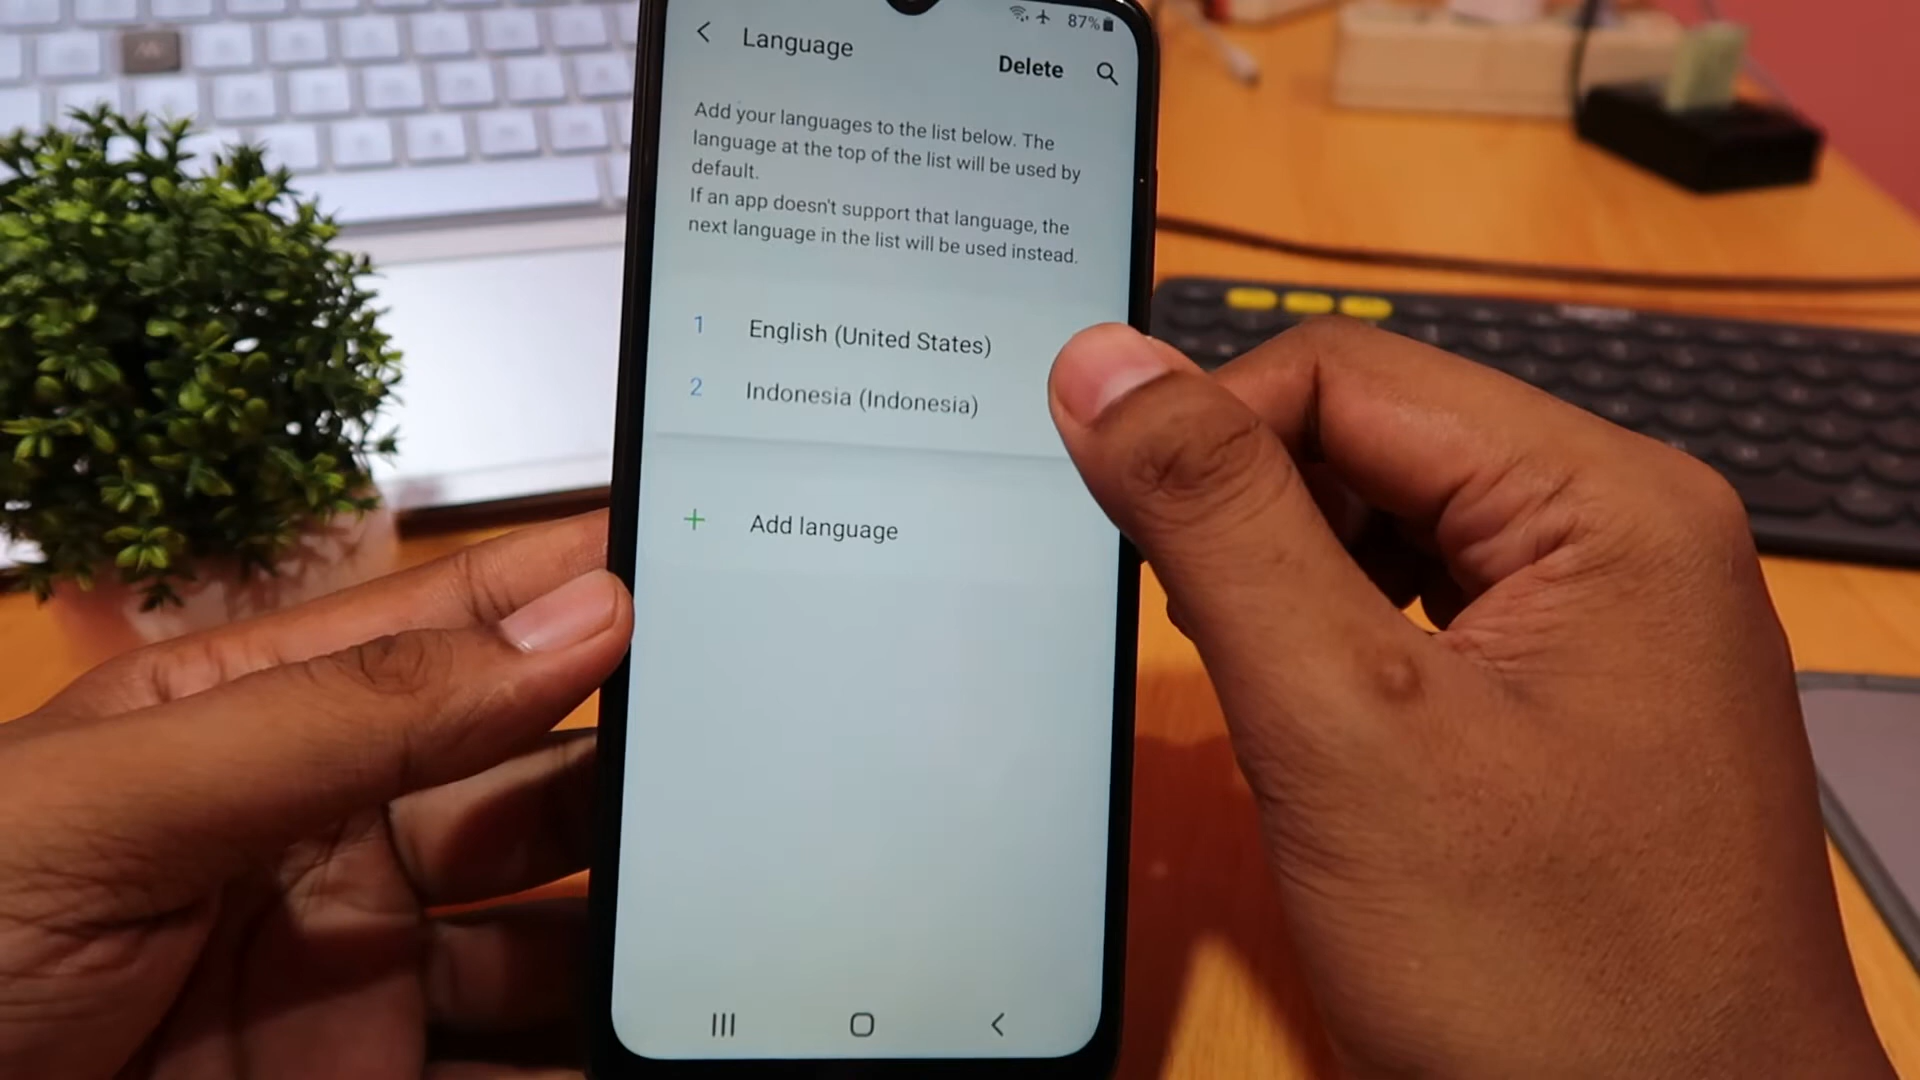 87%
Language
Delete
Add your languages to the list below. The
language at the top of the list will be used by
default.
If an app doesn't support that language, the
next language in the list will be used instead.
1 English (United States)
2 Indonesia (Indonesia)
+ Add language